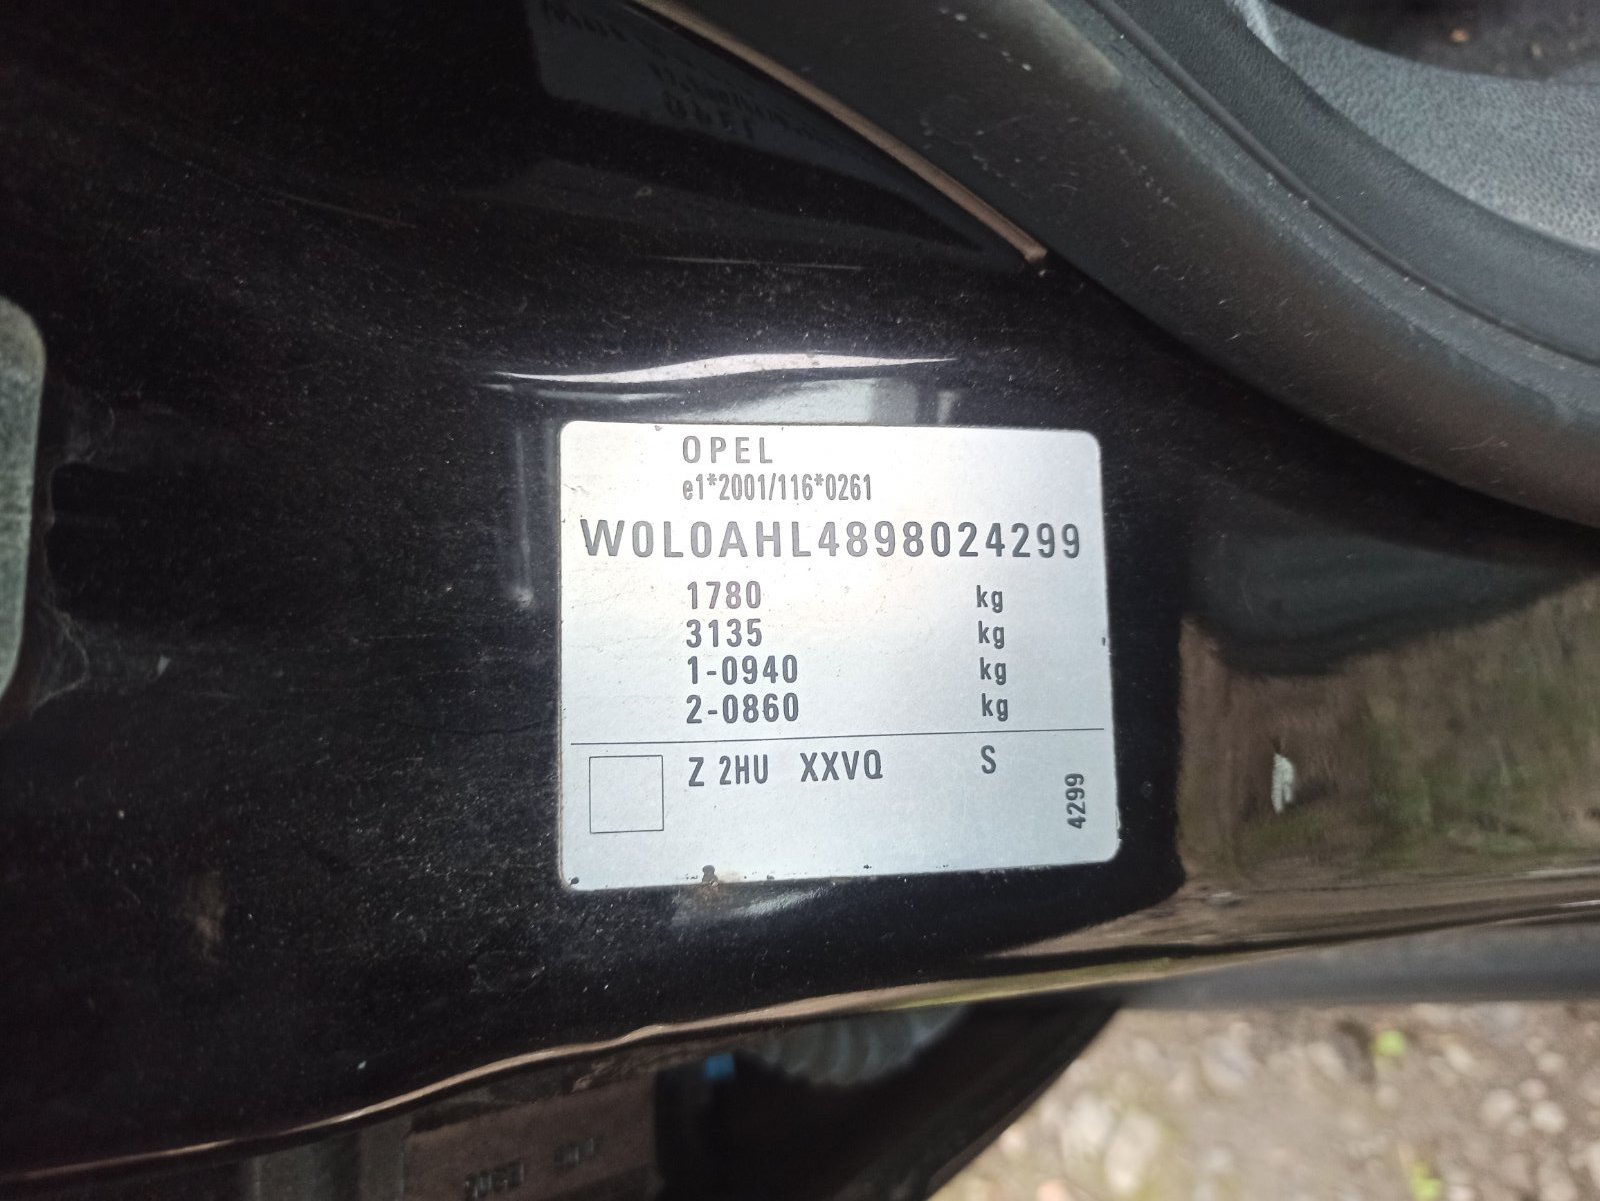 OPEL
e1*2001/116*0261
W0L0AHL4898024299
1780 kg
3135 kg
1-0940 kg
2-0860 kg
Z 2HU XXVQ S
4299